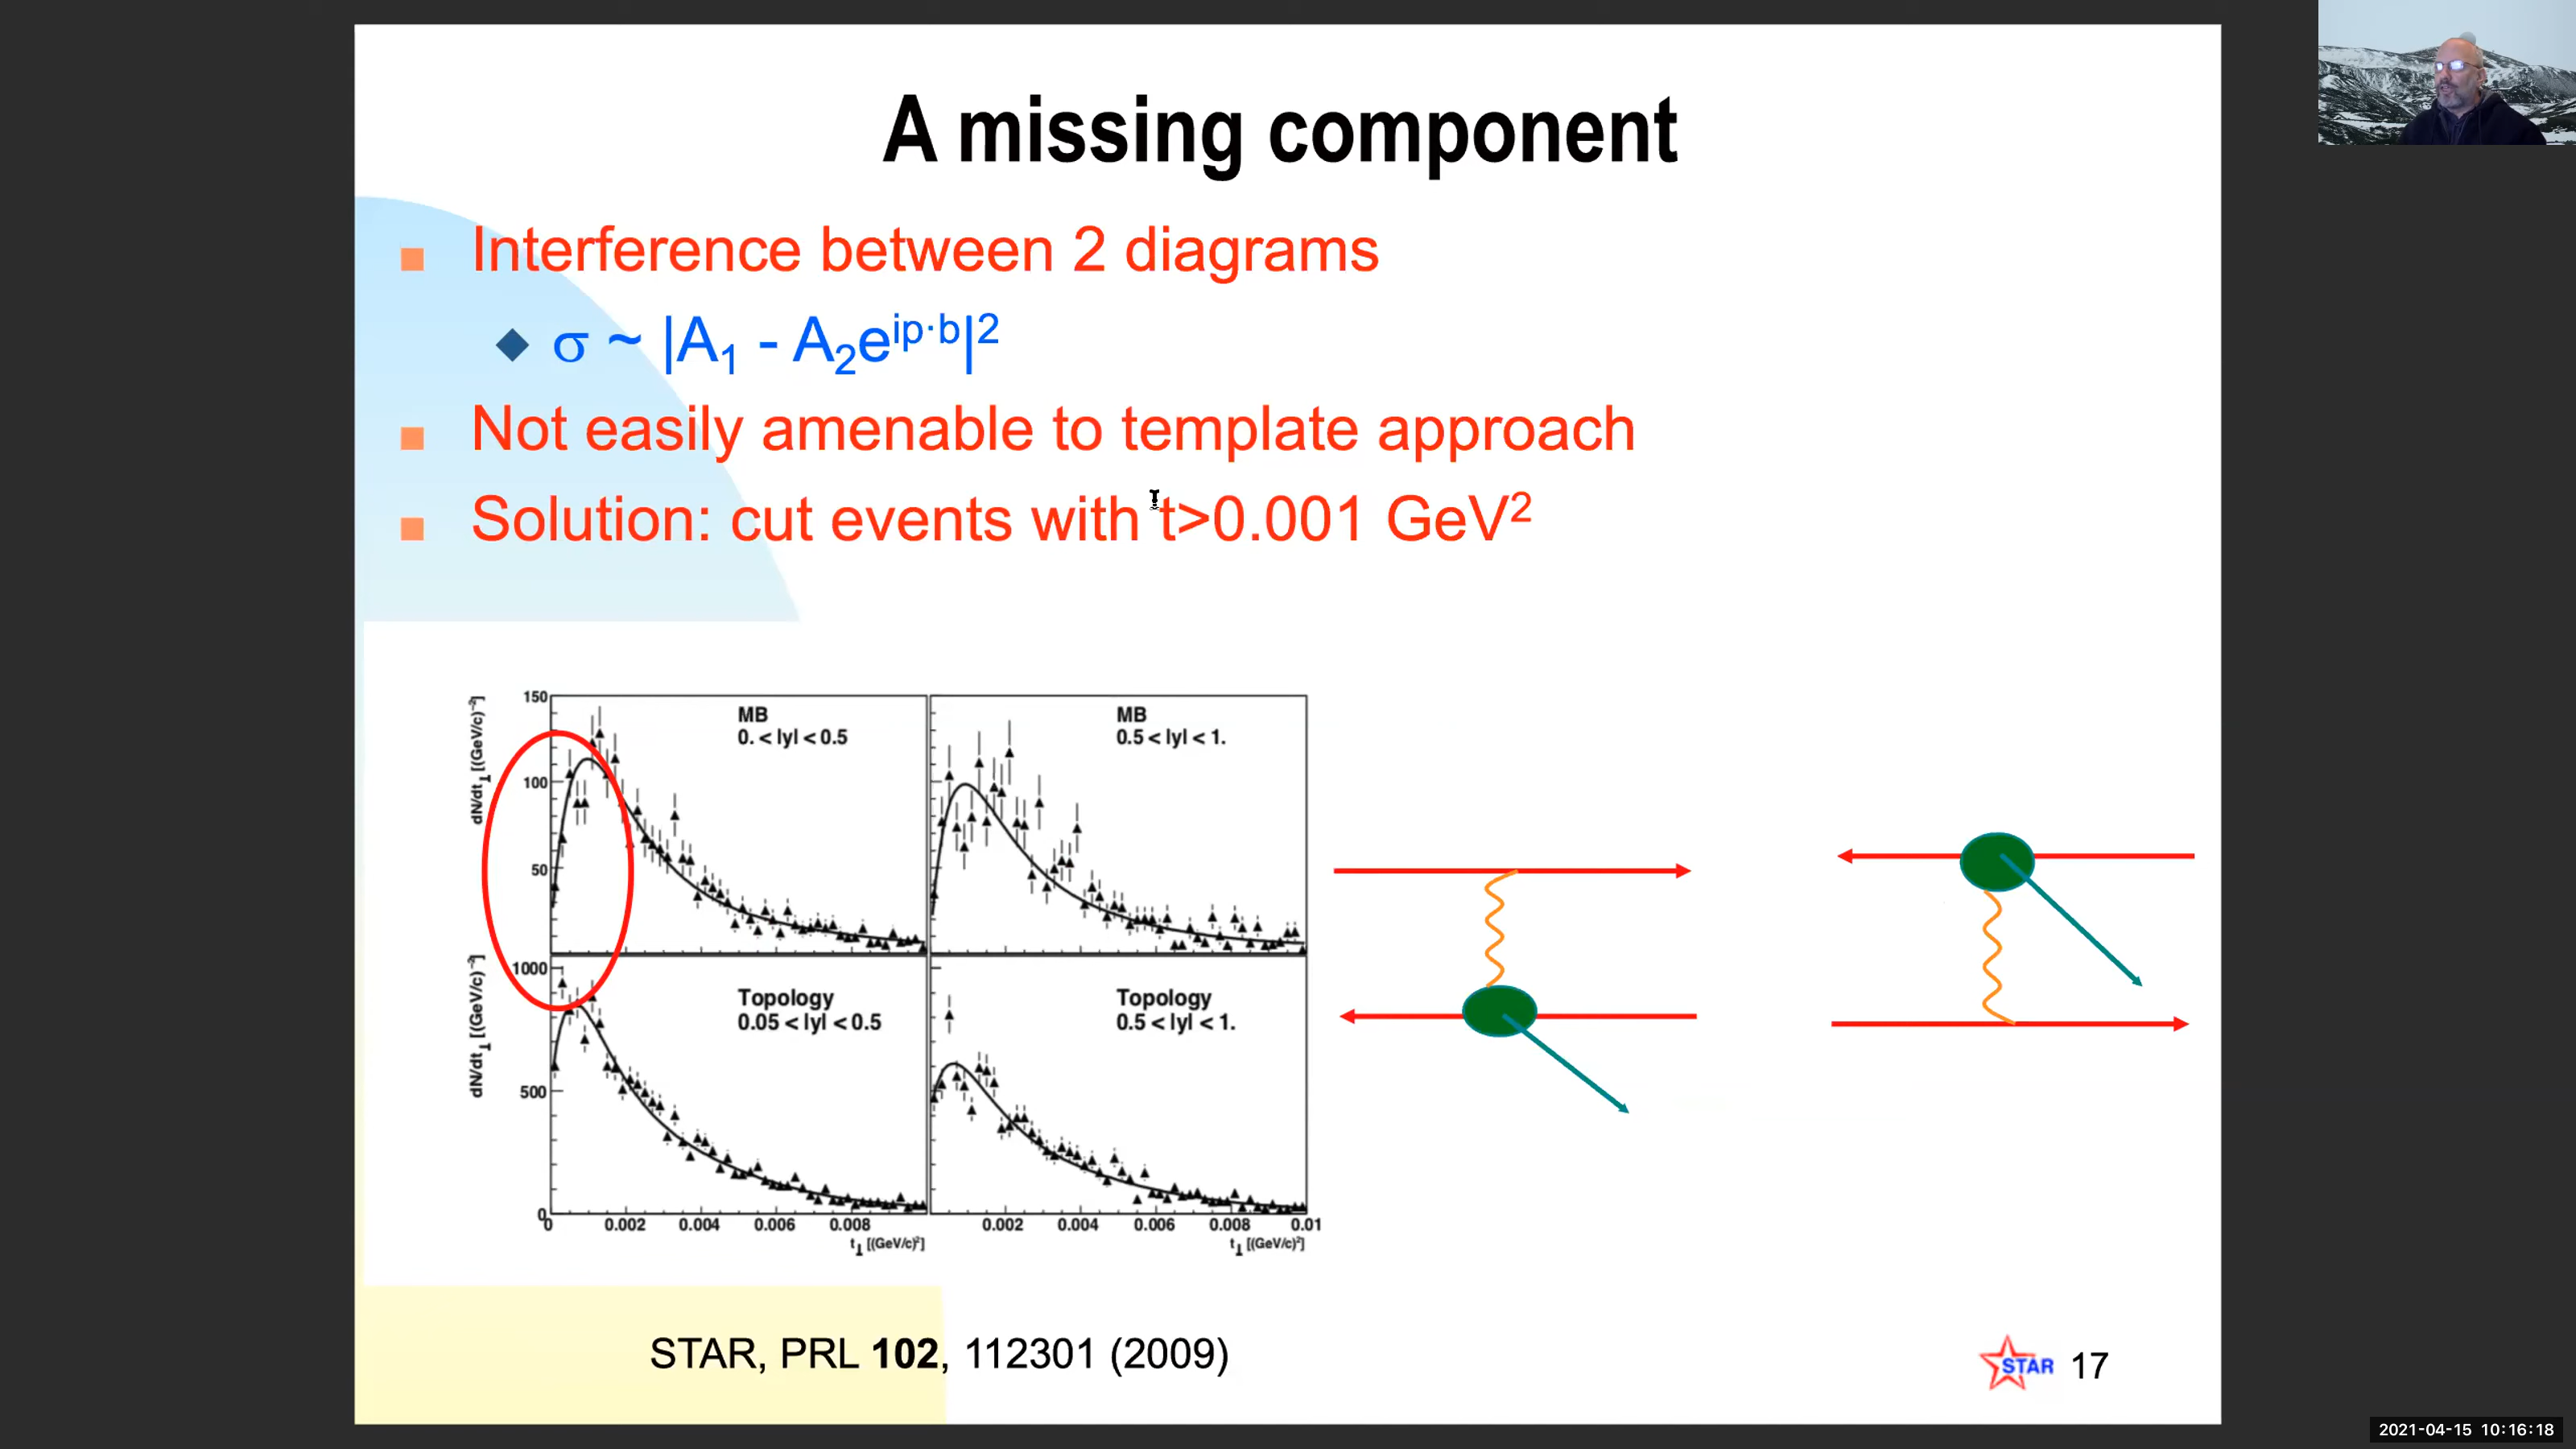 A missing component
Interference between 2 diagrams
σ ~ |A₁ - A₂e^ip·b|²
Not easily amenable to template approach
Solution: cut events with t>0.001 GeV²
dN/dt⊥ [(GeV/c)⁻²]
150
100
50
MB
0. < |y| < 0.5
MB
0.5 < |y| < 1.
dN/dt⊥ [(GeV/c)⁻²]
1000
500
0
Topology
0.05 < |y| < 0.5
Topology
0.5 < |y| < 1.
0 0.002 0.004 0.006 0.008
0.002 0.004 0.006 0.008 0.01
t⊥ [(GeV/c)²]
t⊥ [(GeV/c)²]
STAR, PRL 102, 112301 (2009)
STAR 17
2021-04-15 10:16:18